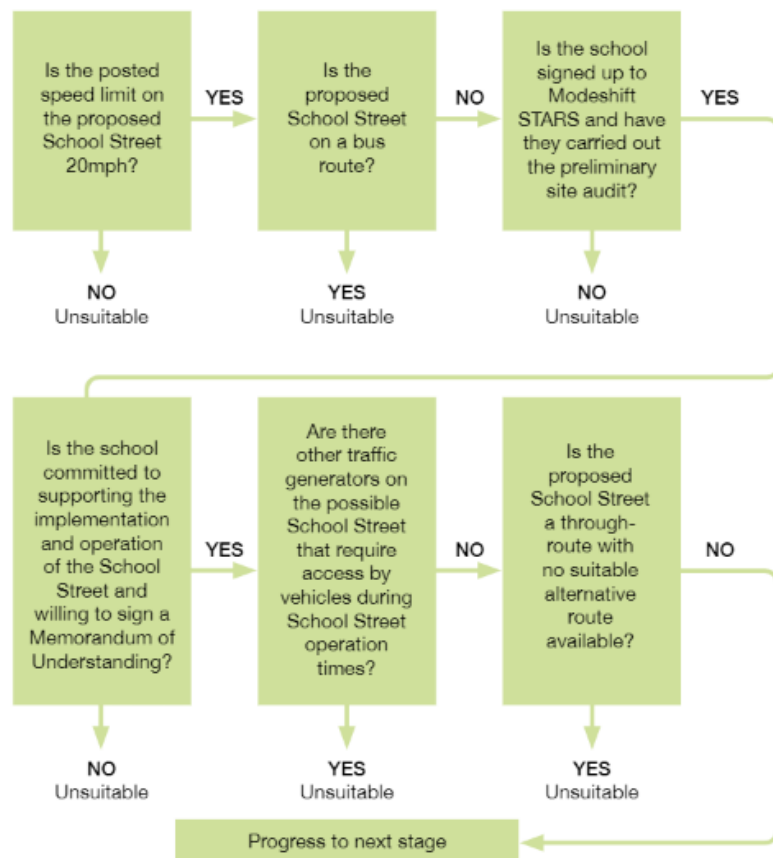 Is the posted
speed limit on
the proposed
School Street
20mph?
YES
Is the
proposed
School Street
on a bus
route?
NO
Is the school
signed up to
Modeshift
STARS and have
they carried out
the preliminary
site audit?
YES
NO
Unsuitable
YES
Unsuitable
NO
Unsuitable
Is the school
committed to
supporting the
implementation
and operation
of the School
Street and
willing to sign a
Memorandum of
Understanding?
YES
Are there
other traffic
generators on
the possible
School Street
that require
access by
vehicles during
School Street
operation
times?
NO
Is the
proposed
School Street
a through-
route with
no suitable
alternative
route
available?
NO
NO
Unsuitable
YES
Unsuitable
YES
Unsuitable
Progress to next stage